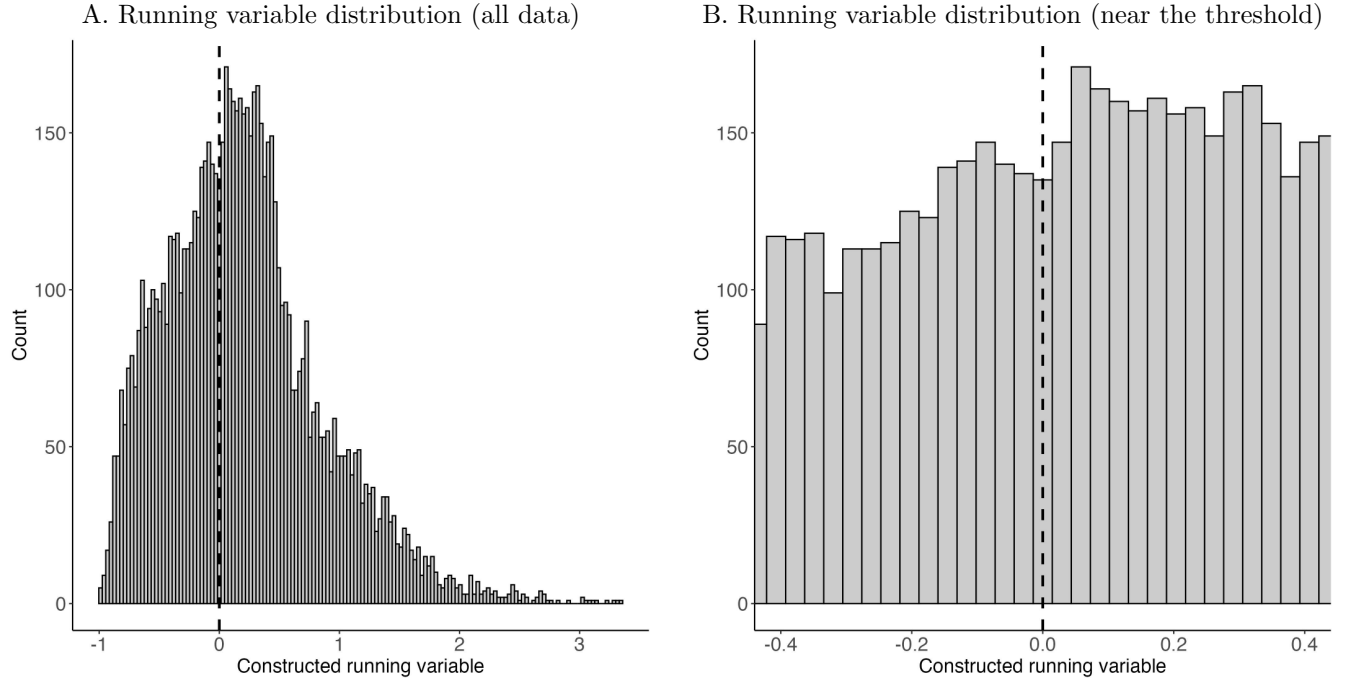 A. Running variable distribution (all data)
150
100
50
0
Count
-1 0 1 2 3
Constructed running variable
B. Running variable distribution (near the threshold)
150
100
50
0
Count
-0.4 -0.2 0.0 0.2 0.4
Constructed running variable